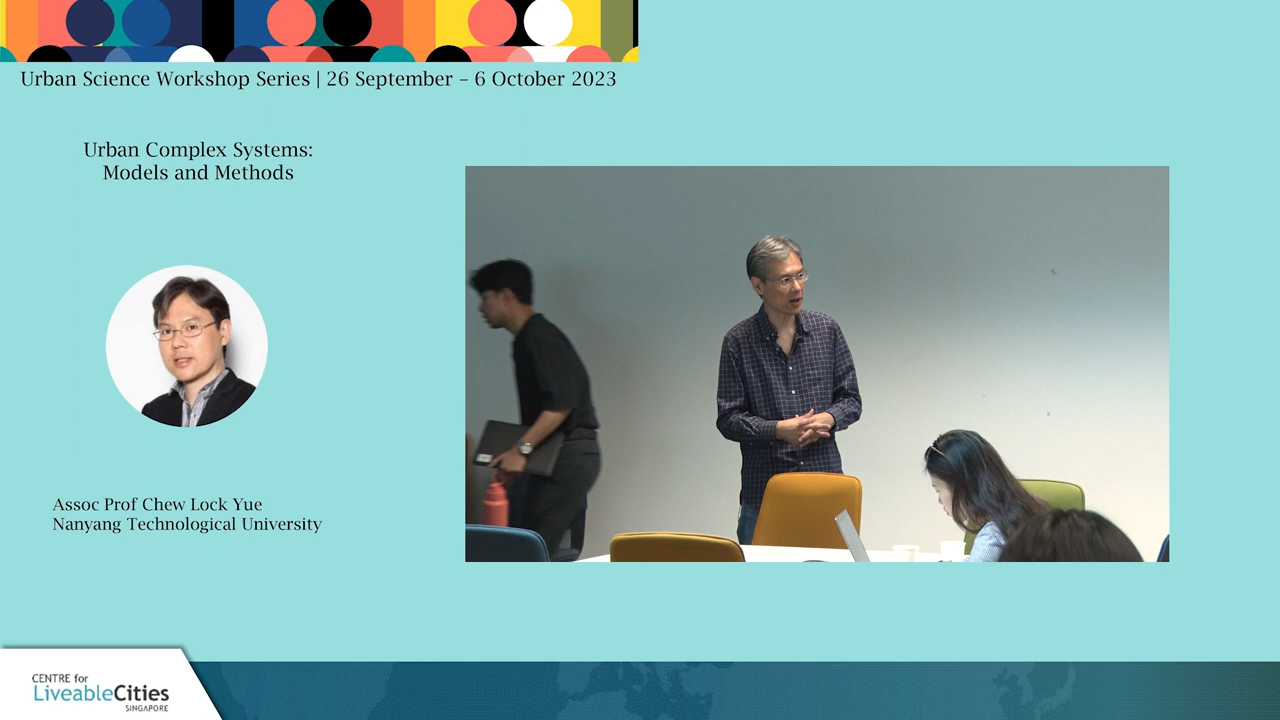 Urban Science Workshop Series | 26 September – 6 October 2023
Urban Complex Systems:
Models and Methods
Assoc Prof Chew Lock Yue
Nanyang Technological University
CENTRE for
LiveableCities
SINGAPORE